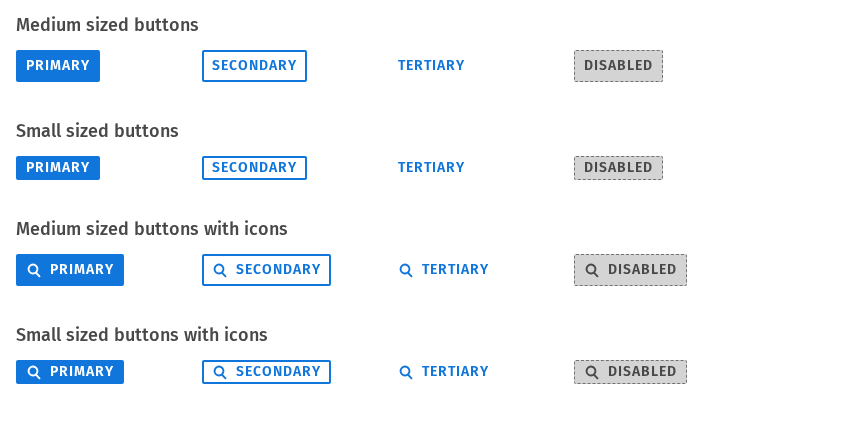 Medium sized buttons
PRIMARY SECONDARY TERTIARY DISABLED
Small sized buttons
PRIMARY SECONDARY TERTIARY DISABLED
Medium sized buttons with icons
PRIMARY SECONDARY TERTIARY DISABLED
Small sized buttons with icons
PRIMARY SECONDARY TERTIARY DISABLED